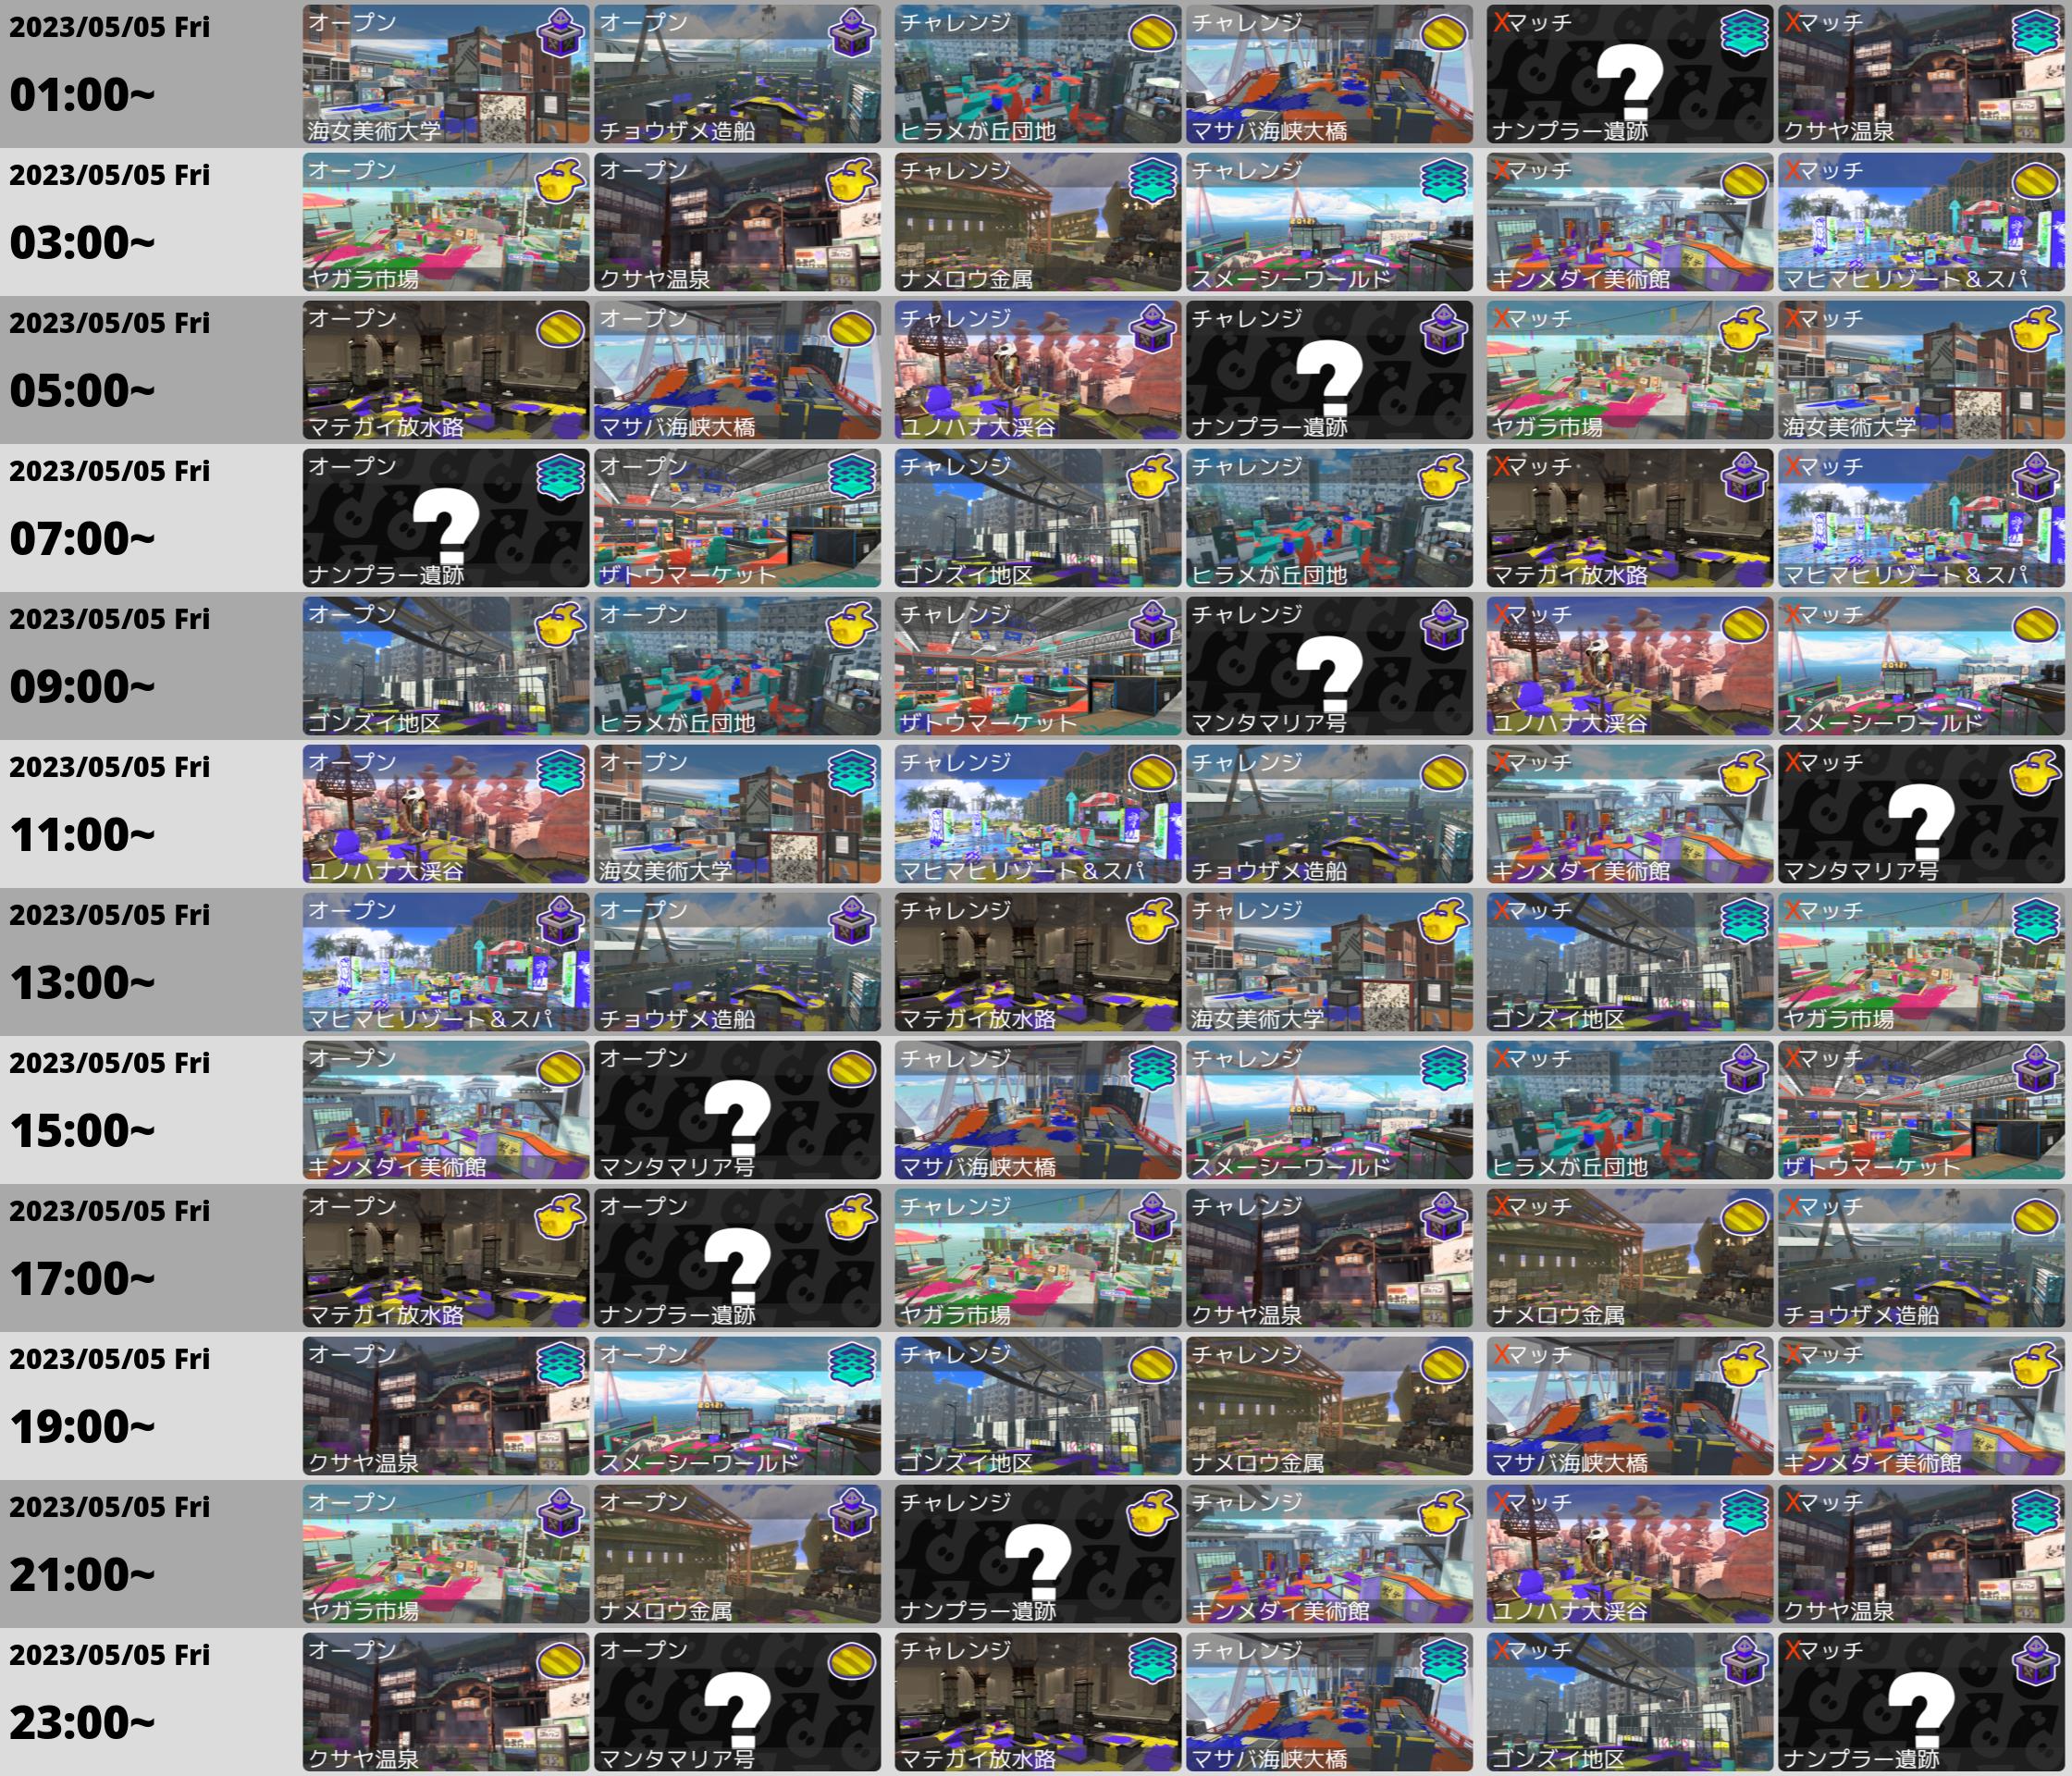 2023/05/05 Fri
01:00~
オープン
海女美術大学
オープン
チョウザメ造船
チャレンジ
ヒラメが丘団地
チャレンジ
マサバ海峡大橋
Xマッチ
ナンプラー遺跡
Xマッチ
クサヤ温泉
2023/05/05 Fri
03:00~
オープン
ヤガラ市場
オープン
クサヤ温泉
チャレンジ
ナメロウ金属
チャレンジ
スメーシーワールド
Xマッチ
キンメダイ美術館
Xマッチ
マヒマヒリゾート＆スパ
2023/05/05 Fri
05:00~
オープン
マテガイ放水路
オープン
マサバ海峡大橋
チャレンジ
ユノハナ大渓谷
チャレンジ
ナンプラー遺跡
Xマッチ
ヤガラ市場
Xマッチ
海女美術大学
2023/05/05 Fri
07:00~
オープン
ナンプラー遺跡
オープン
ザトウマーケット
チャレンジ
ゴンズイ地区
チャレンジ
ヒラメが丘団地
Xマッチ
マテガイ放水路
Xマッチ
マヒマヒリゾート＆スパ
2023/05/05 Fri
09:00~
オープン
ゴンズイ地区
オープン
ヒラメが丘団地
チャレンジ
ザトウマーケット
チャレンジ
マンタマリア号
Xマッチ
ユノハナ大渓谷
Xマッチ
スメーシーワールド
2023/05/05 Fri
11:00~
オープン
ユノハナ大渓谷
オープン
海女美術大学
チャレンジ
マヒマヒリゾート＆スパ
チャレンジ
チョウザメ造船
Xマッチ
キンメダイ美術館
Xマッチ
マンタマリア号
2023/05/05 Fri
13:00~
オープン
マヒマヒリゾート＆スパ
オープン
チョウザメ造船
チャレンジ
マテガイ放水路
チャレンジ
海女美術大学
Xマッチ
ゴンズイ地区
Xマッチ
ヤガラ市場
2023/05/05 Fri
15:00~
オープン
キンメダイ美術館
オープン
マンタマリア号
チャレンジ
マサバ海峡大橋
チャレンジ
スメーシーワールド
Xマッチ
ヒラメが丘団地
Xマッチ
ザトウマーケット
2023/05/05 Fri
17:00~
オープン
マテガイ放水路
オープン
ナンプラー遺跡
チャレンジ
ヤガラ市場
チャレンジ
クサヤ温泉
Xマッチ
ナメロウ金属
Xマッチ
チョウザメ造船
2023/05/05 Fri
19:00~
オープン
クサヤ温泉
オープン
スメーシーワールド
チャレンジ
ゴンズイ地区
チャレンジ
ナメロウ金属
Xマッチ
マサバ海峡大橋
Xマッチ
キンメダイ美術館
2023/05/05 Fri
21:00~
オープン
ヤガラ市場
オープン
ナメロウ金属
チャレンジ
ナンプラー遺跡
チャレンジ
キンメダイ美術館
Xマッチ
ユノハナ大渓谷
Xマッチ
クサヤ温泉
2023/05/05 Fri
23:00~
オープン
クサヤ温泉
オープン
マンタマリア号
チャレンジ
マテガイ放水路
チャレンジ
マサバ海峡大橋
Xマッチ
ゴンズイ地区
Xマッチ
ナンプラー遺跡